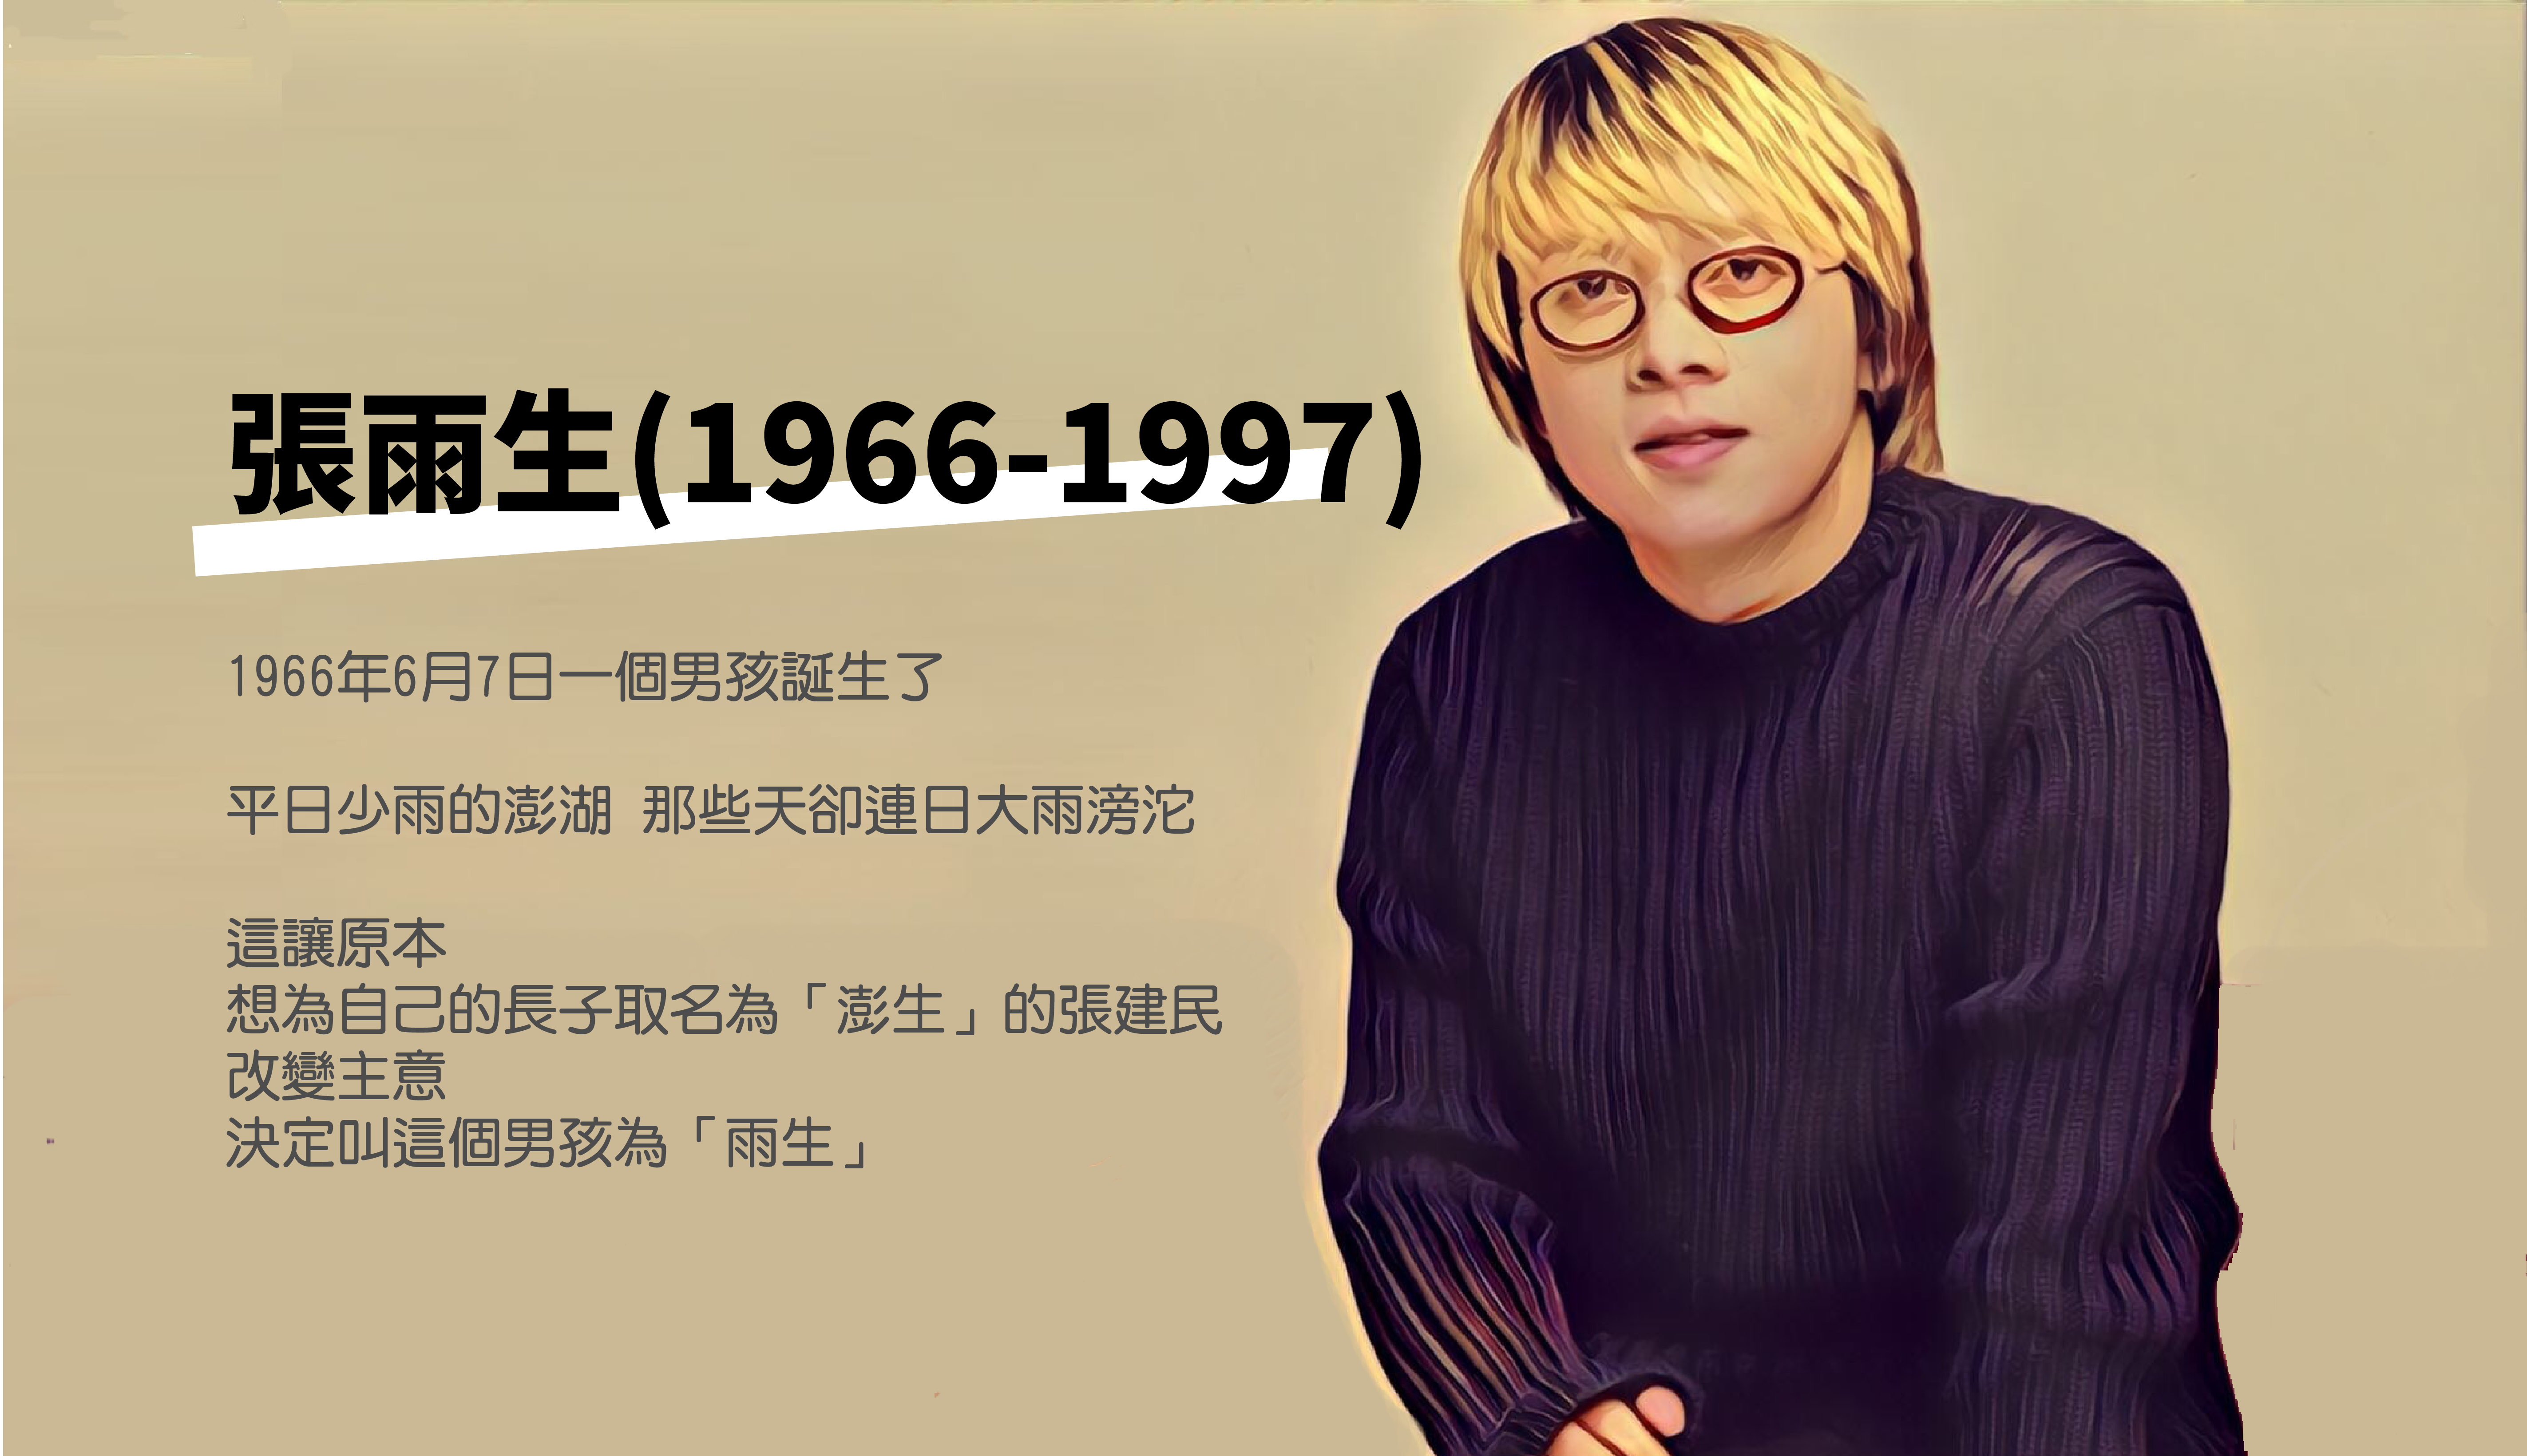 張雨生(1966-1997)
1966年6月7日一個男孩誕生了
平日少雨的澎湖 那些天卻連日大雨滂沱
這讓原本
想為自己的長子取名為「澎生」的張建民
改變主意
決定叫這個男孩為「雨生」